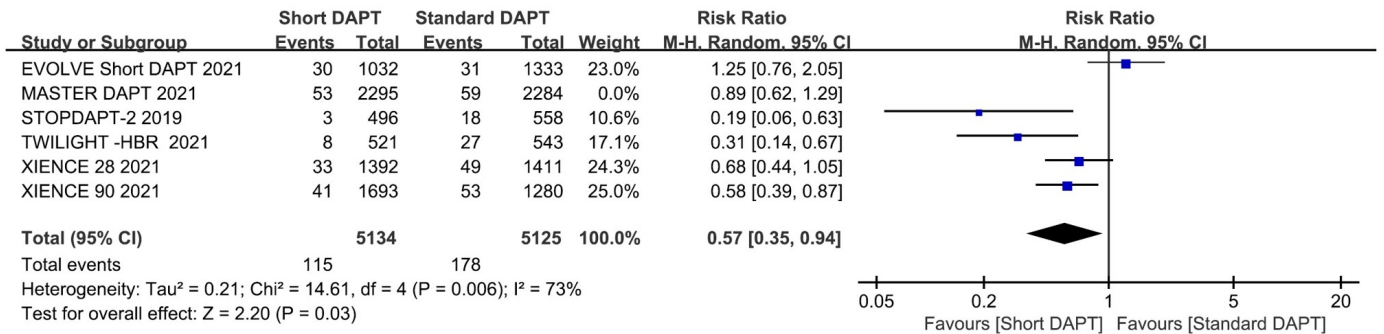 Short DAPT Standard DAPT Risk Ratio Risk Ratio
Study or Subgroup Events Total Events Total Weight M-H. Random. 95% CI M-H. Random. 95% CI
EVOLVE Short DAPT 2021 30 1032 31 1333 23.0% 1.25 [0.76, 2.05]
MASTER DAPT 2021 53 2295 59 2284 0.0% 0.89 [0.62, 1.29]
STOPDAPT-2 2019 3 496 18 558 10.6% 0.19 [0.06, 0.63]
TWILIGHT -HBR 2021 8 521 27 543 17.1% 0.31 [0.14, 0.67]
XIENCE 28 2021 33 1392 49 1411 24.3% 0.68 [0.44, 1.05]
XIENCE 90 2021 41 1693 53 1280 25.0% 0.58 [0.39, 0.87]
Total (95% CI) 5134 5125 100.0% 0.57 [0.35, 0.94]
Total events 115 178
Heterogeneity: Tau² = 0.21; Chi² = 14.61, df = 4 (P = 0.006); I² = 73%
Test for overall effect: Z = 2.20 (P = 0.03)
0.05 0.2 1 5 20
Favours [Short DAPT] Favours [Standard DAPT]